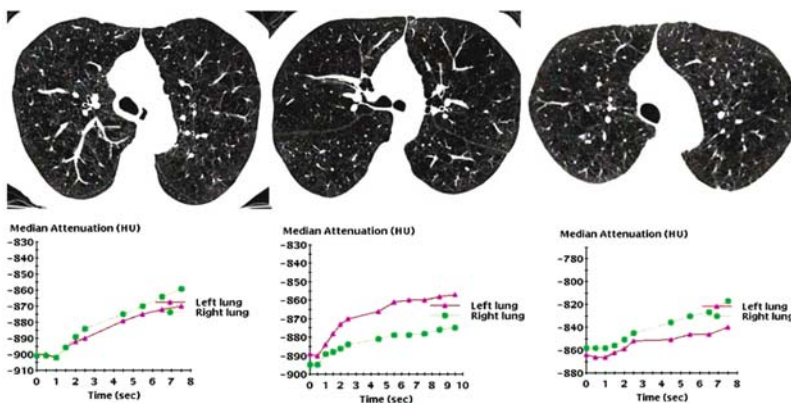 Median Attenuation (HU)
-830
-840
-850
-860
-870
-880
-890
-900
0 1 2 3 4 5 6 7 8
Time (sec)
Left lung
Right lung
Median Attenuation (HU)
-830
-840
-850
-860
-870
-880
-890
-900
0 1 2 3 4 5 6 7 8 9 10
Time (sec)
Left lung
Right lung
Median Attenuation (HU)
-780
-800
-820
-840
-860
-880
0 1 2 3 4 5 6 7 8
Time (sec)
Left lung
Right lung